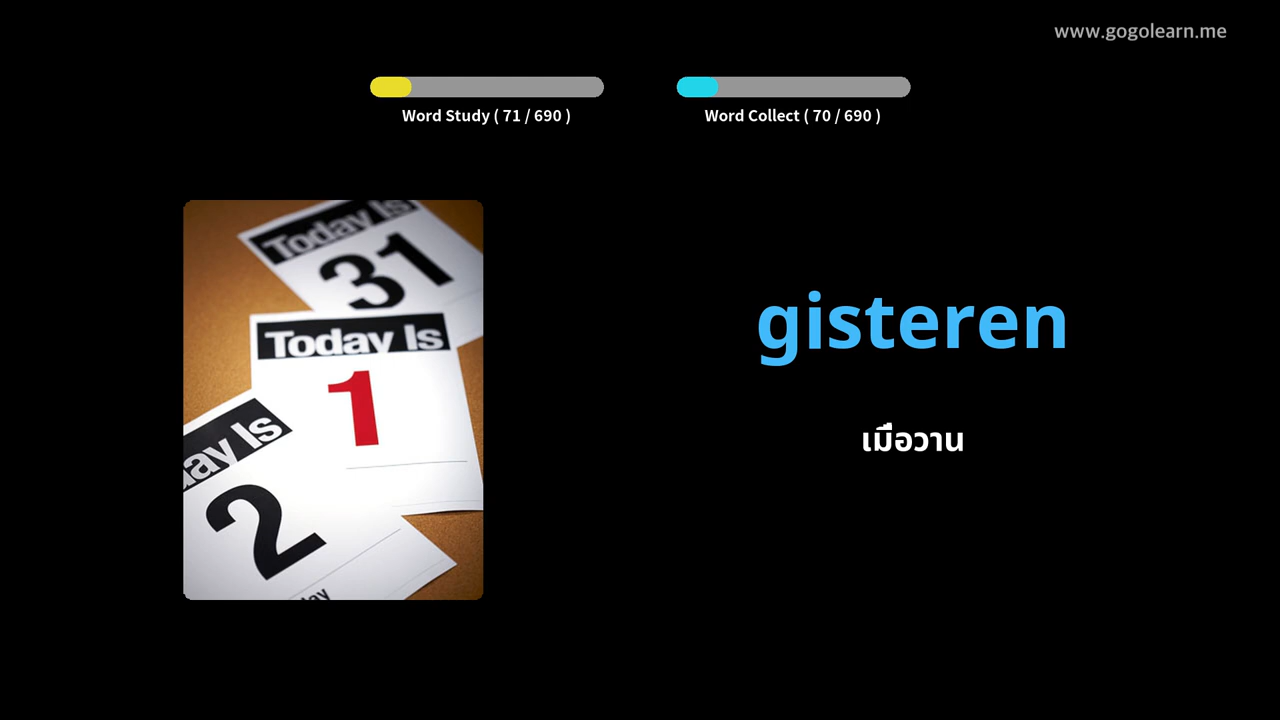 www.gogolearn.me
Word Study ( 71 / 690 )
Word Collect ( 70 / 690 )
Today Is
31
Today Is
1
day Is
2
gisteren
เมื่อวาน